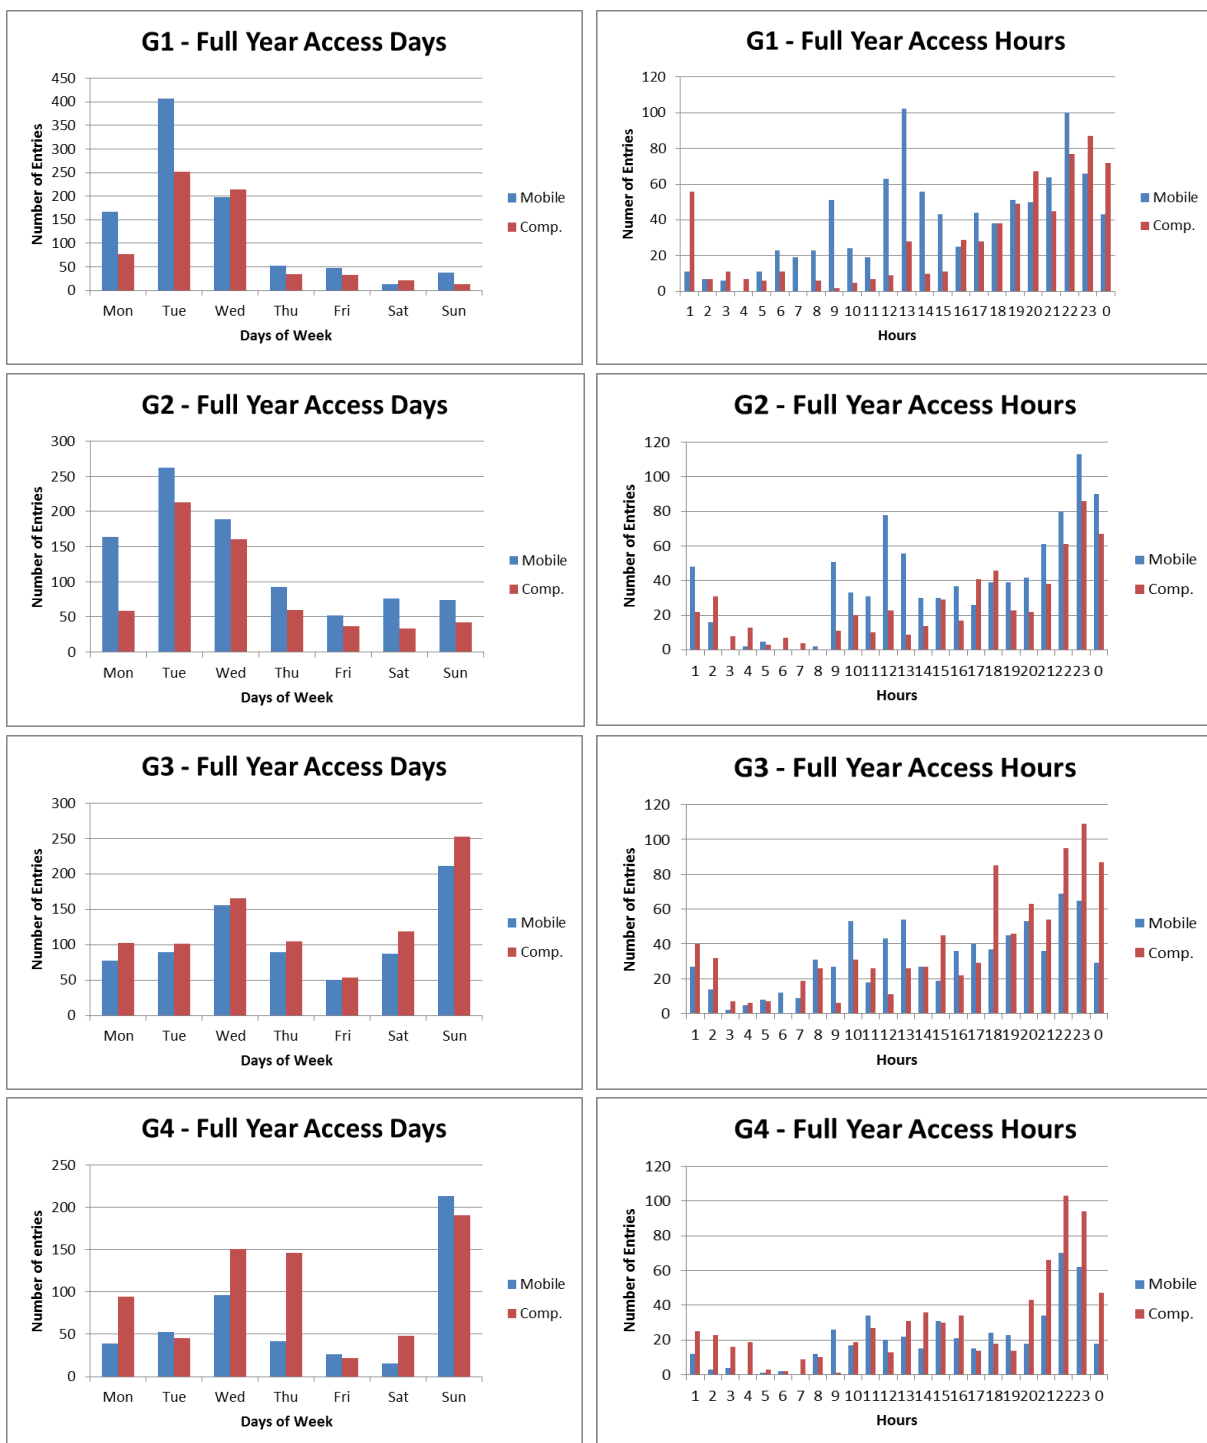 G1 - Full Year Access Days
450
400
350
300
250
200
150
100
50
0
Number of Entries
Mon Tue Wed Thu Fri Sat Sun
Days of Week
Mobile
Comp.
G1 - Full Year Access Hours
120
100
80
60
40
20
0
Numer of Entries
1 2 3 4 5 6 7 8 9 10 11 12 13 14 15 16 17 18 19 20 21 22 23 0
Hours
Mobile
Comp.
G2 - Full Year Access Days
300
250
200
150
100
50
0
Number of Entries
Mon Tue Wed Thu Fri Sat Sun
Days of Week
Mobile
Comp.
G2 - Full Year Access Hours
120
100
80
60
40
20
0
Number of Entries
1 2 3 4 5 6 7 8 9 10 11 12 13 14 15 16 17 18 19 20 21 22 23 0
Hours
Mobile
Comp.
G3 - Full Year Access Days
300
250
200
150
100
50
0
Number of Entries
Mon Tue Wed Thu Fri Sat Sun
Days of Week
Mobile
Comp.
G3 - Full Year Access Hours
120
100
80
60
40
20
0
Number of Entries
1 2 3 4 5 6 7 8 9 10 11 12 13 14 15 16 17 18 19 20 21 22 23 0
Hours
Mobile
Comp.
G4 - Full Year Access Days
250
200
150
100
50
0
Number of entries
Mon Tue Wed Thu Fri Sat Sun
Days of Week
Mobile
Comp.
G4 - Full Year Access Hours
120
100
80
60
40
20
0
Number of Entries
1 2 3 4 5 6 7 8 9 10 11 12 13 14 15 16 17 18 19 20 21 22 23 0
Hours
Mobile
Comp.